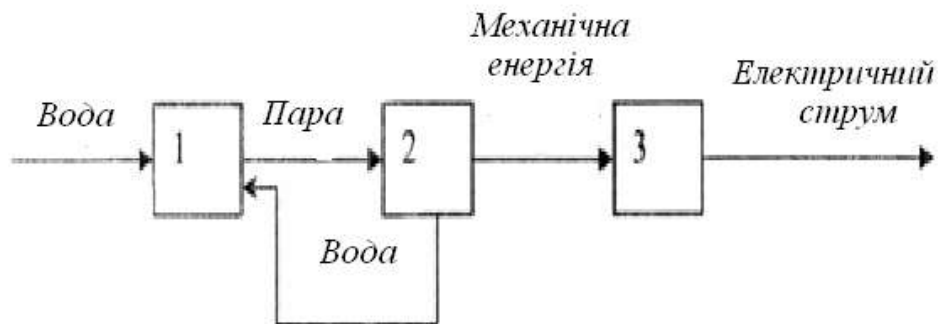 Механічна
енергія
Електричний
струм
Вода
Пара
1
2
3
Вода